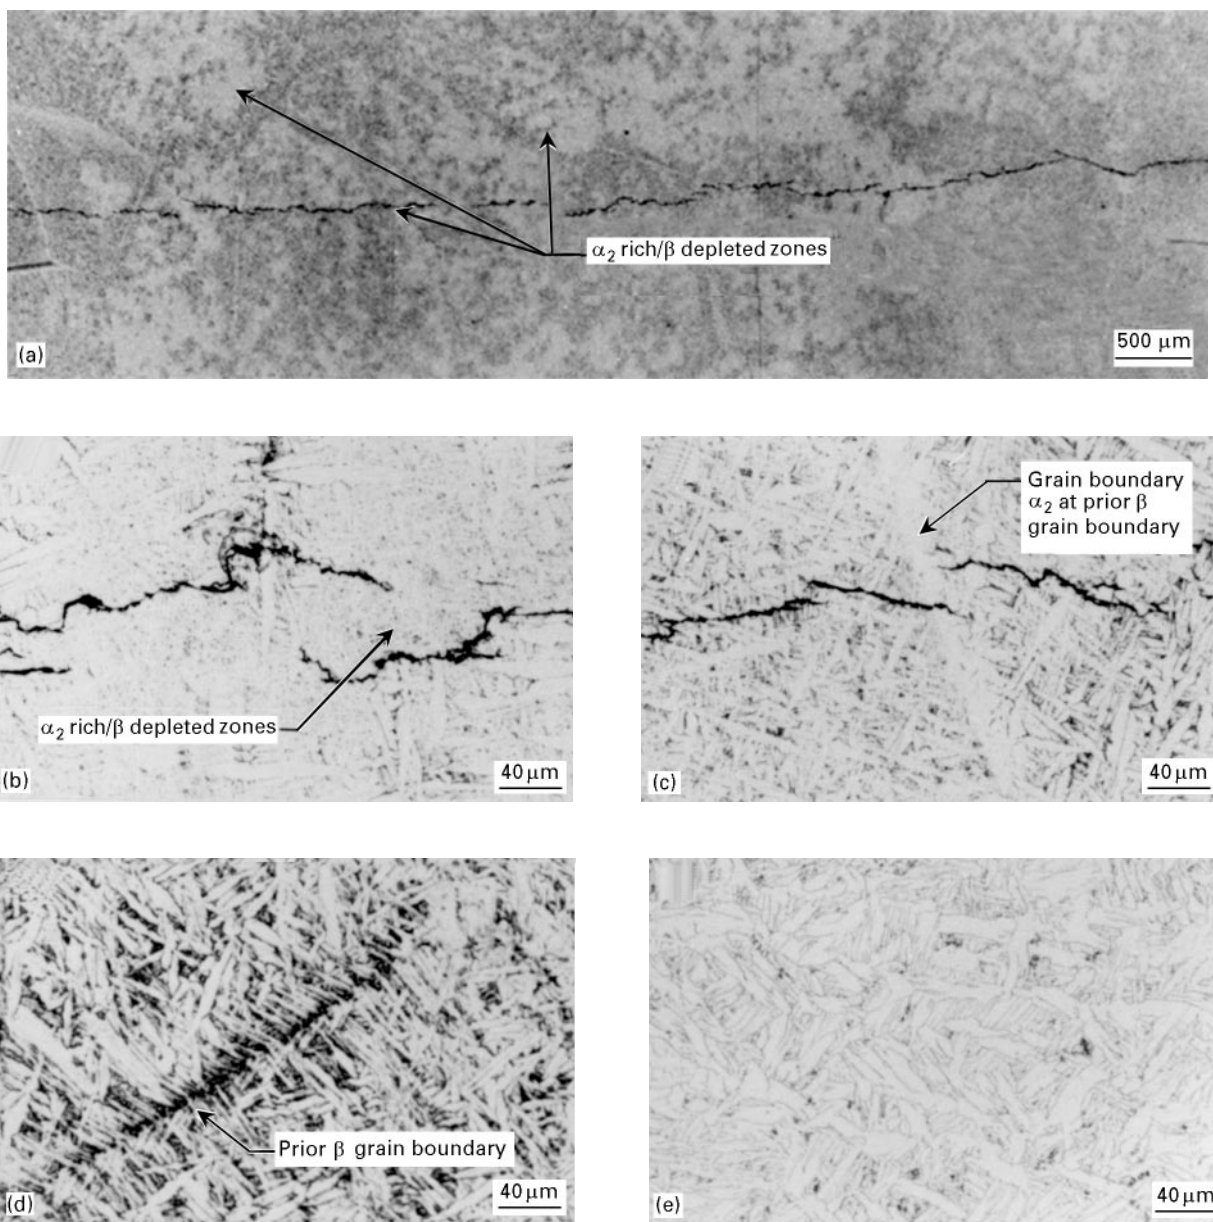 α₂ rich/β depleted zones
500 μm
(a)
Grain boundary
α₂ at prior β
grain boundary
α₂ rich/β depleted zones
(b)
40 μm
(c)
40 μm
Prior β grain boundary
(d)
40 μm
(e)
40 μm